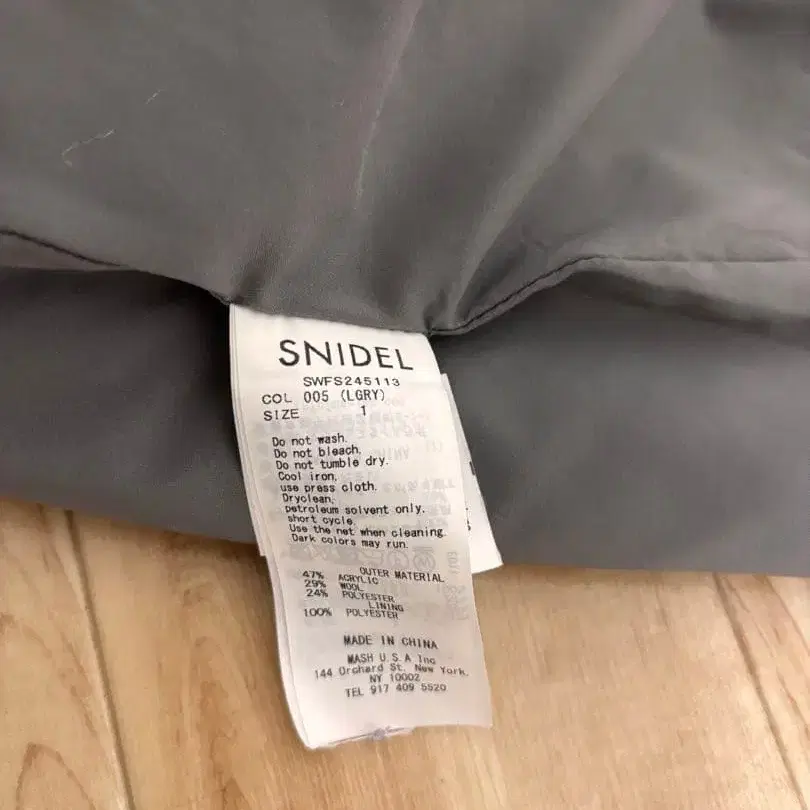 SNIDEL
SWFS245113
COL 005 (LGRY)
SIZE 1
Do not wash.
Do not bleach.
Do not tumble dry.
Cool iron,
use press cloth.
Dryclean,
petroleum solvent only.
short cycle.
Use the net when cleaning.
Dark colors may run.
OUTER MATERIAL
47% ACRYLIC
29% WOOL
24% POLYESTER
LINING
100% POLYESTER
MADE IN CHINA
MASH U.S.A Inc
144 Orchard St. New York.
NY 10002
TEL 917 409 5520